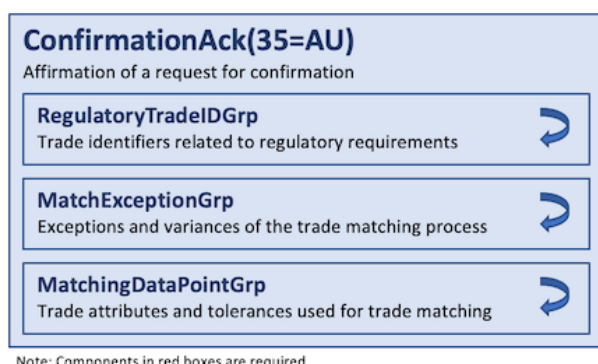 ConfirmationAck(35=AU)
Affirmation of a request for confirmation
RegulatoryTradeIDGrp
Trade identifiers related to regulatory requirements
MatchExceptionGrp
Exceptions and variances of the trade matching process
MatchingDataPointGrp
Trade attributes and tolerances used for trade matching
Note: Components in red boxes are required